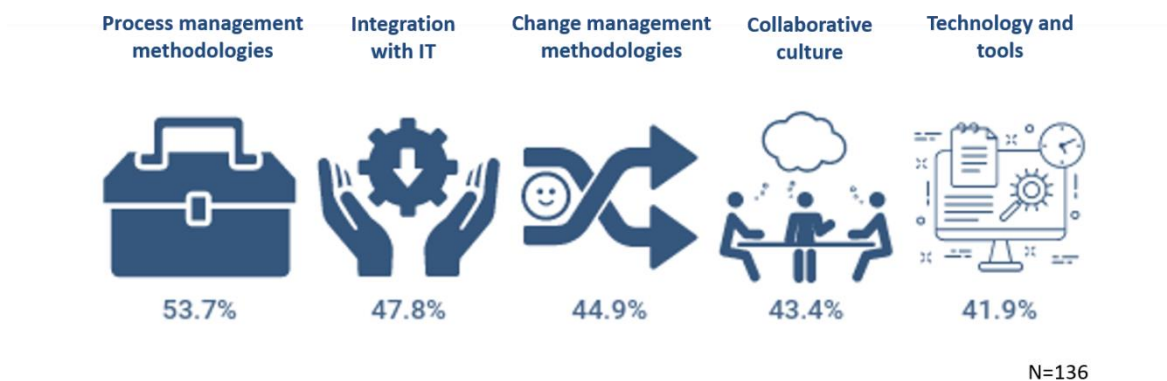 Process management
methodologies
Integration
with IT
Change management
methodologies
Collaborative
culture
Technology and
tools
53.7%
47.8%
44.9%
43.4%
41.9%
N=136